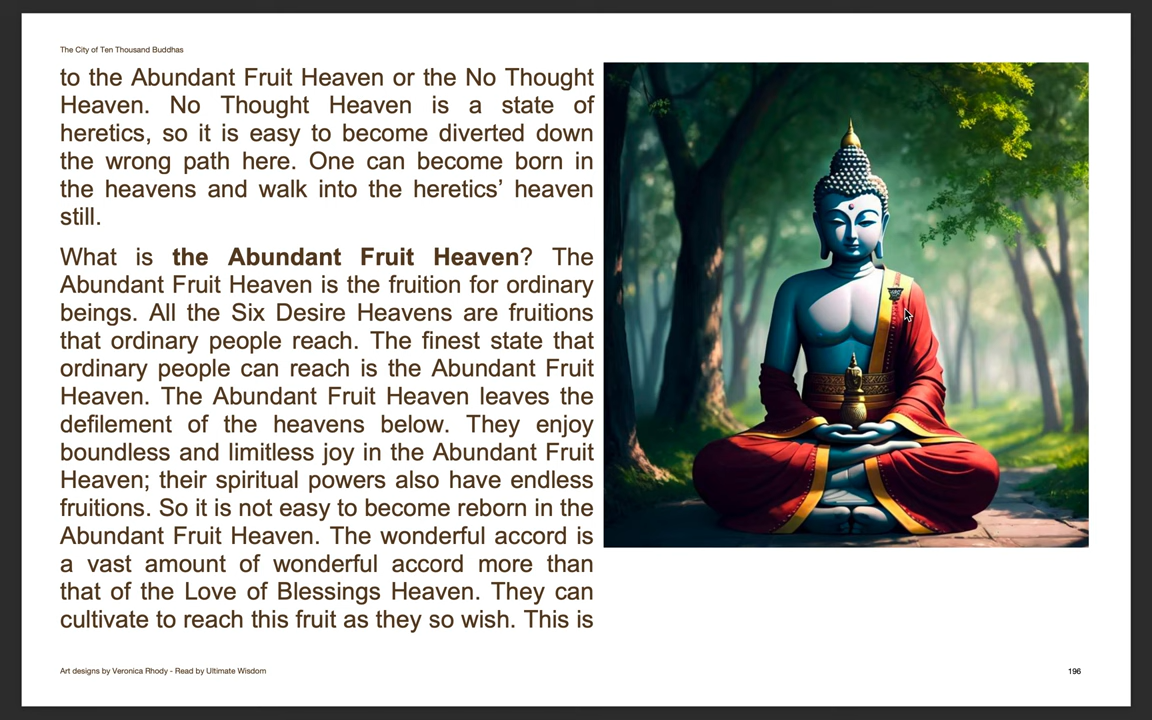 The City of Ten Thousand Buddhas
to the Abundant Fruit Heaven or the No Thought
Heaven. No Thought Heaven is a state of
heretics, so it is easy to become diverted down
the wrong path here. One can become born in
the heavens and walk into the heretics’ heaven
still.
What is the Abundant Fruit Heaven? The
Abundant Fruit Heaven is the fruition for ordinary
beings. All the Six Desire Heavens are fruitions
that ordinary people reach. The finest state that
ordinary people can reach is the Abundant Fruit
Heaven. The Abundant Fruit Heaven leaves the
defilement of the heavens below. They enjoy
boundless and limitless joy in the Abundant Fruit
Heaven; their spiritual powers also have endless
fruitions. So it is not easy to become reborn in the
Abundant Fruit Heaven. The wonderful accord is
a vast amount of wonderful accord more than
that of the Love of Blessings Heaven. They can
cultivate to reach this fruit as they so wish. This is
Art designs by Veronica Rhody - Read by Ultimate Wisdom
196